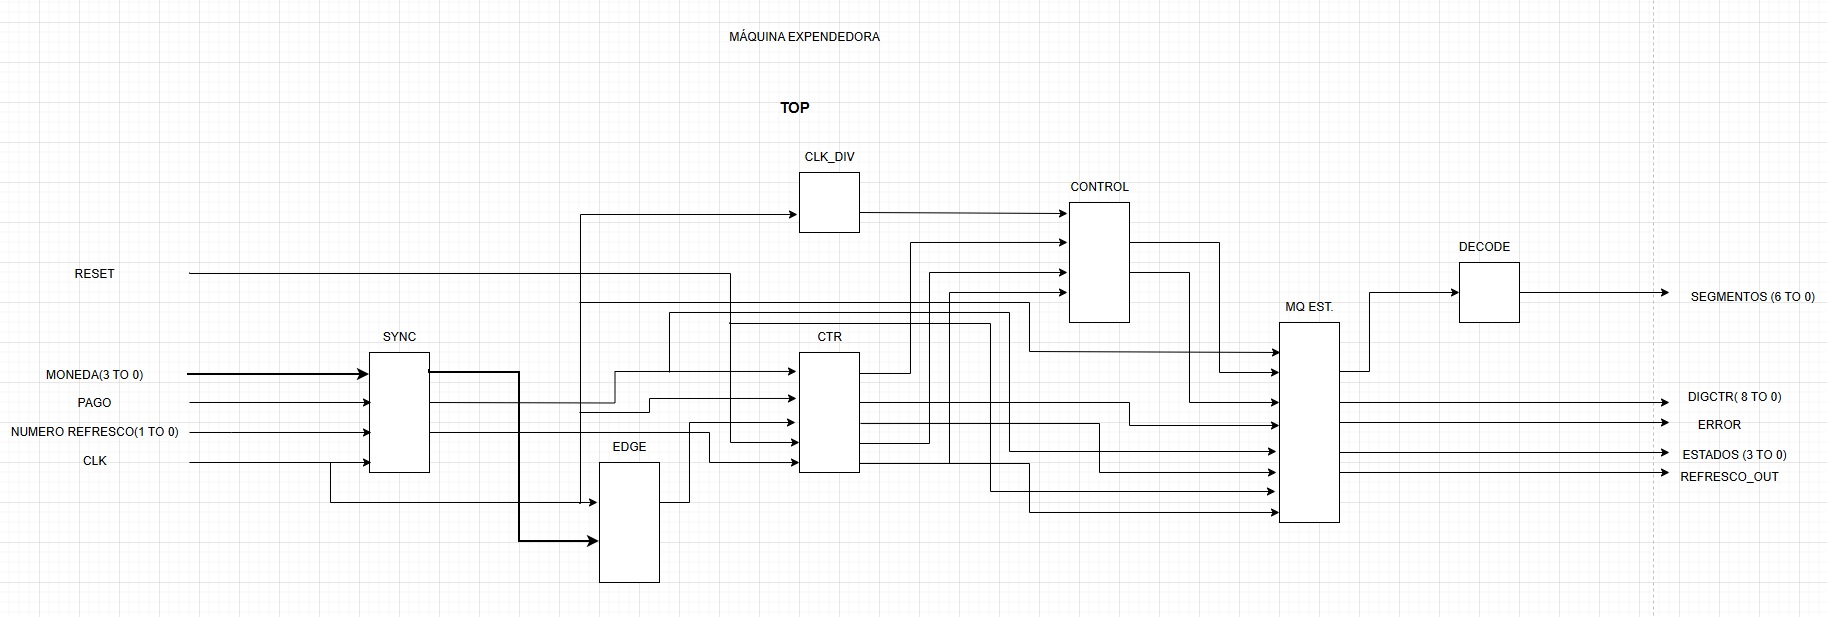 MÁQUINA EXPENDEDORA
TOP
CLK_DIV
CONTROL
DECODE
RESET
SEGMENTOS (6 TO 0)
MQ EST.
SYNC
CTR
MONEDA(3 TO 0)
PAGO
DIGCTR( 8 TO 0)
ERROR
NUMERO REFRESCO(1 TO 0)
EDGE
ESTADOS (3 TO 0)
CLK
REFRESCO_OUT